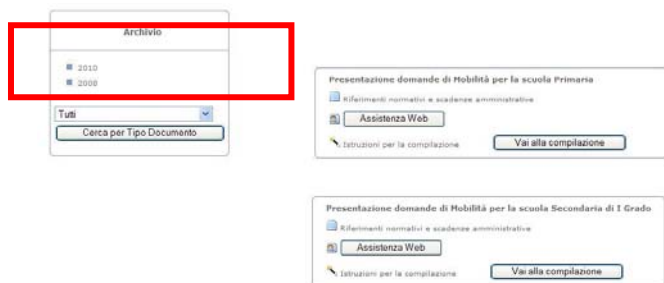 Archivio
2010
2009
Tutti
Cerca per Tipo Documento
Presentazione domande di Mobilità per la scuola Primaria
Riferimenti normativi e scadenze amministrative
Assistenza Web
Istruzioni per la compilazione
Vai alla compilazione
Presentazione domande di Mobilità per la scuola Secondaria di I Grado
Riferimenti normativi e scadenze amministrative
Assistenza Web
Istruzioni per la compilazione
Vai alla compilazione